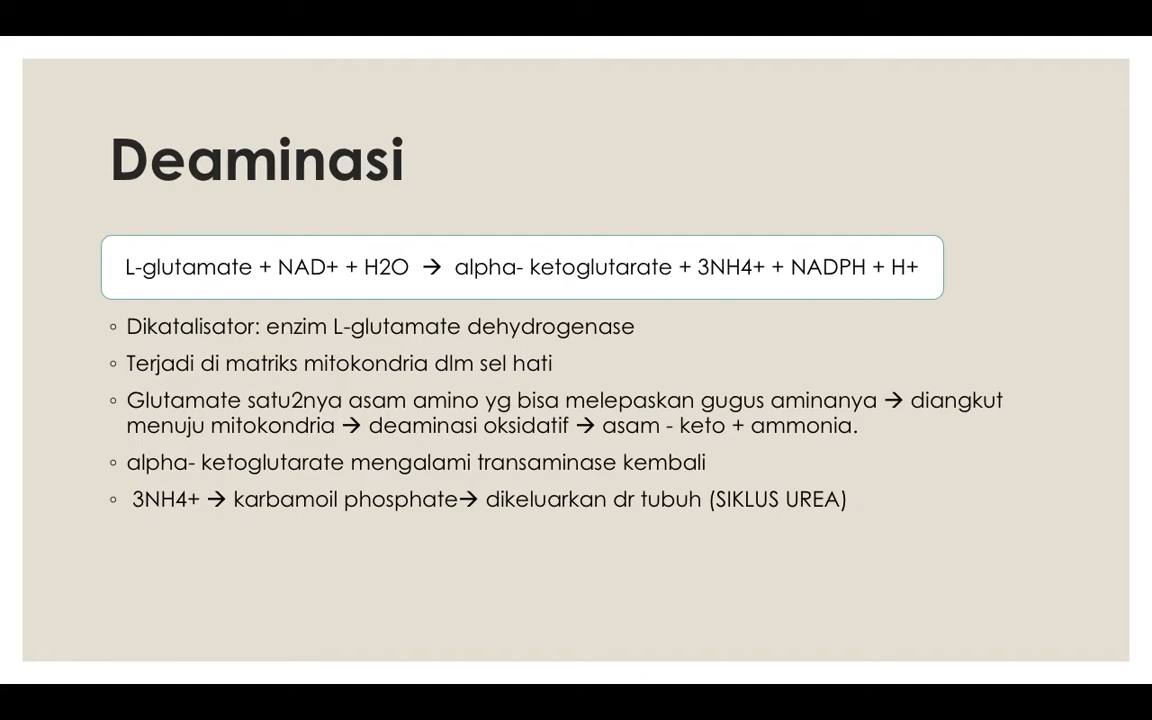 Deaminasi
L-glutamate + NAD+ + H2O → alpha- ketoglutarate + 3NH4+ + NADPH + H+
◦ Dikatalisator: enzim L-glutamate dehydrogenase
◦ Terjadi di matriks mitokondria dlm sel hati
◦ Glutamate satu2nya asam amino yg bisa melepaskan gugus aminanya → diangkut
menuju mitokondria → deaminasi oksidatif → asam - keto + ammonia.
◦ alpha- ketoglutarate mengalami transaminase kembali
◦ 3NH4+ → karbamoil phosphate→ dikeluarkan dr tubuh (SIKLUS UREA)